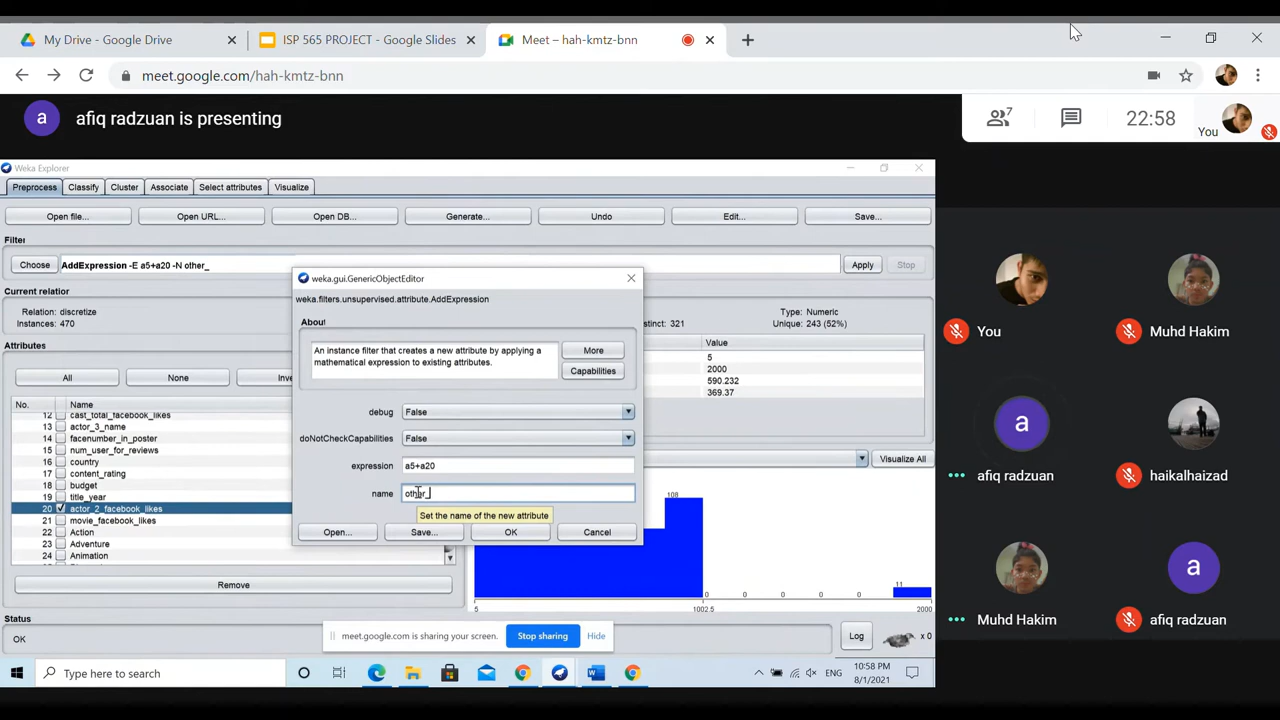 My Drive - Google Drive
ISP 565 PROJECT - Google Slides
Meet – hah-kmtz-bnn
meet.google.com/hah-kmtz-bnn
a
afiq radzuan is presenting
7
22:58
You
Weka Explorer
Preprocess
Classify
Cluster
Associate
Select attributes
Visualize
Open file...
Open URL...
Open DB...
Generate...
Undo
Edit...
Save...
Filter
Choose
AddExpression -E a5+a20 -N other_
Apply
Stop
Current relation
Relation: discretize
Instances: 470
Attributes
All
None
Inve
No.
Name
12 cast_total_facebook_likes
13 actor_3_name
14 facenumber_in_poster
15 num_user_for_reviews
16 country
17 content_rating
18 budget
19 title_year
20 actor_2_facebook_likes
21 movie_facebook_likes
22 Action
23 Adventure
24 Animation
Remove
weka.gui.GenericObjectEditor
weka.filters.unsupervised.attribute.AddExpression
About
An instance filter that creates a new attribute by applying a
mathematical expression to existing attributes.
More
Capabilities
debug False
doNotCheckCapabilities False
expression a5+a20
name other_
Set the name of the new attribute
Open...
Save...
OK
Cancel
stinct: 321
Type: Numeric
Unique: 243 (52%)
Value
5
2000
590.232
369.37
Visualize All
108
0
0
0
0
0
11
5
1002.5
2000
Status
OK
Log
x 0
meet.google.com is sharing your screen.
Stop sharing
Hide
Type here to search
ENG
10:58 PM
8/1/2021
You
Muhd Hakim
a
afiq radzuan
haikalhaizad
Muhd Hakim
a
afiq radzuan